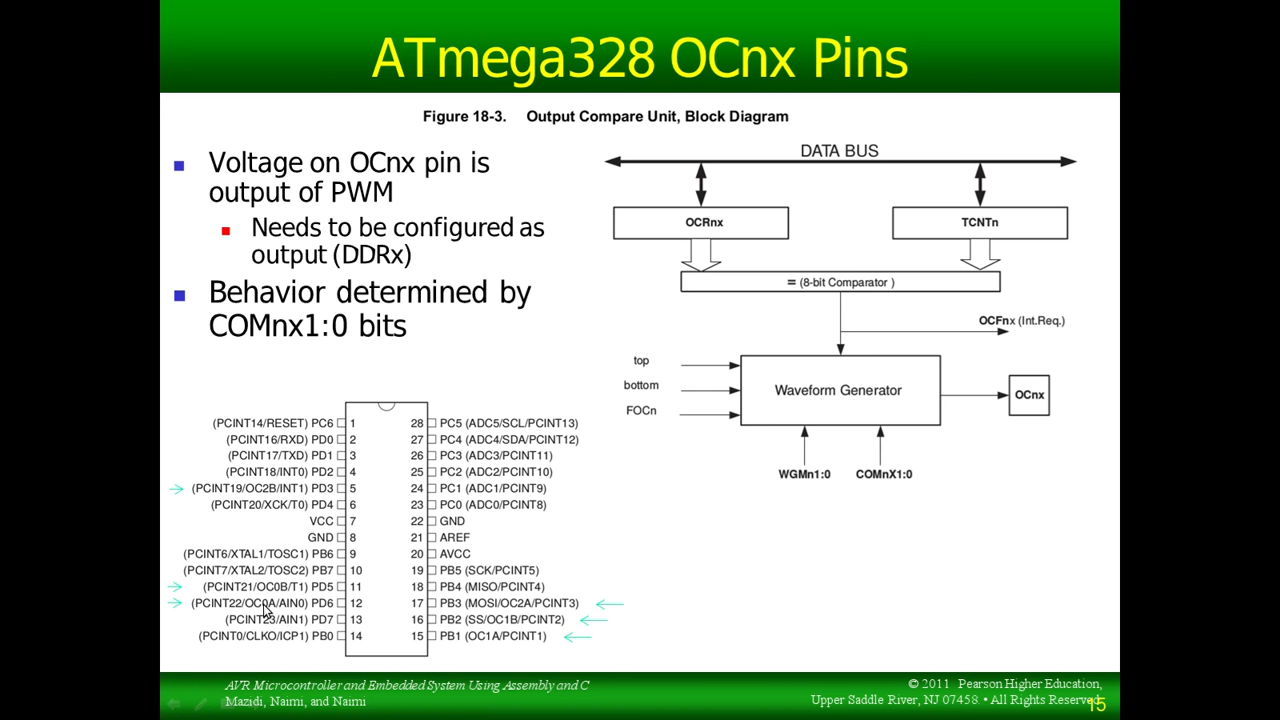 ATmega328 OCnx Pins
Figure 18-3. Output Compare Unit, Block Diagram
Voltage on OCnx pin is
output of PWM
Needs to be configured as
output (DDRx)
Behavior determined by
COMnx1:0 bits
DATA BUS
OCRnx
TCNTn
= (8-bit Comparator )
OCFnx (Int.Req.)
top
bottom
FOCn
Waveform Generator
OCnx
WGMn1:0
COMnX1:0
(PCINT14/RESET) PC6 1 28 PC5 (ADC5/SCL/PCINT13)
(PCINT16/RXD) PD0 2 27 PC4 (ADC4/SDA/PCINT12)
(PCINT17/TXD) PD1 3 26 PC3 (ADC3/PCINT11)
(PCINT18/INT0) PD2 4 25 PC2 (ADC2/PCINT10)
(PCINT19/OC2B/INT1) PD3 5 24 PC1 (ADC1/PCINT9)
(PCINT20/XCK/T0) PD4 6 23 PC0 (ADC0/PCINT8)
VCC 7 22 GND
GND 8 21 AREF
(PCINT6/XTAL1/TOSC1) PB6 9 20 AVCC
(PCINT7/XTAL2/TOSC2) PB7 10 19 PB5 (SCK/PCINT5)
(PCINT21/OC0B/T1) PD5 11 18 PB4 (MISO/PCINT4)
(PCINT22/OC0A/AIN0) PD6 12 17 PB3 (MOSI/OC2A/PCINT3)
(PCINT23/AIN1) PD7 13 16 PB2 (SS/OC1B/PCINT2)
(PCINT0/CLKO/ICP1) PB0 14 15 PB1 (OC1A/PCINT1)
AVR Microcontroller and Embedded System Using Assembly and C
Mazidi, Naimi, and Naimi
© 2011 Pearson Higher Education,
Upper Saddle River, NJ 07458. • All Rights Reserved.
15